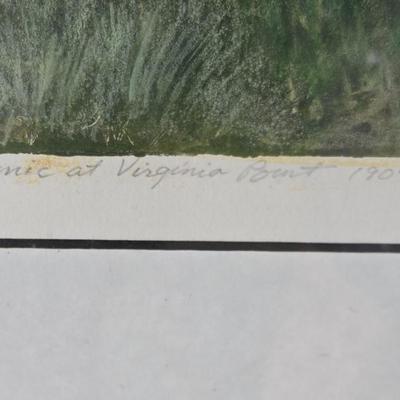 nic at Virginia Point 190